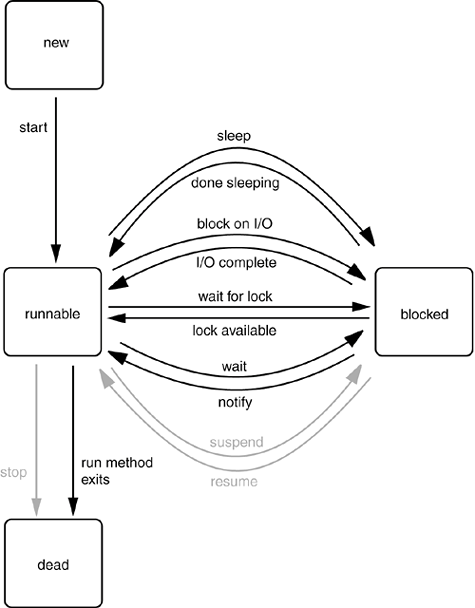 new
start
sleep
done sleeping
block on I/O
I/O complete
wait for lock
runnable
blocked
lock available
wait
notify
suspend
resume
stop
run method
exits
dead